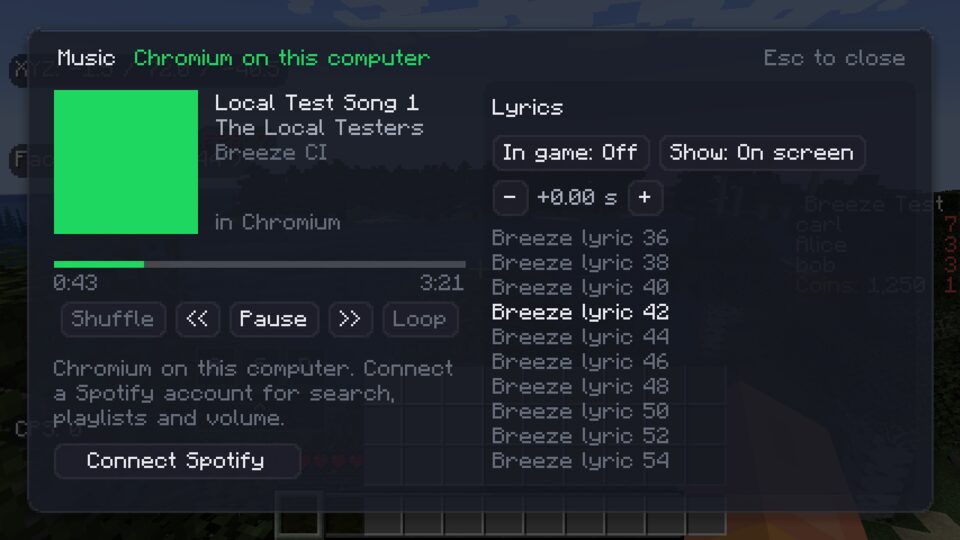 Music Chromium on this computer
Esc to close
Local Test Song 1
The Local Testers
Breeze CI
in Chromium
0:43
3:21
Shuffle
<<
Pause
>>
Loop
Chromium on this computer. Connect
a Spotify account for search,
playlists and volume.
Connect Spotify
Lyrics
In game: Off
Show: On screen
- +0.00 s +
Breeze lyric 36
Breeze lyric 38
Breeze lyric 40
Breeze lyric 42
Breeze lyric 44
Breeze lyric 46
Breeze lyric 48
Breeze lyric 50
Breeze lyric 52
Breeze lyric 54
Breeze Test
carl 7
Alice 3
bob 3
Coins: 1,250 1